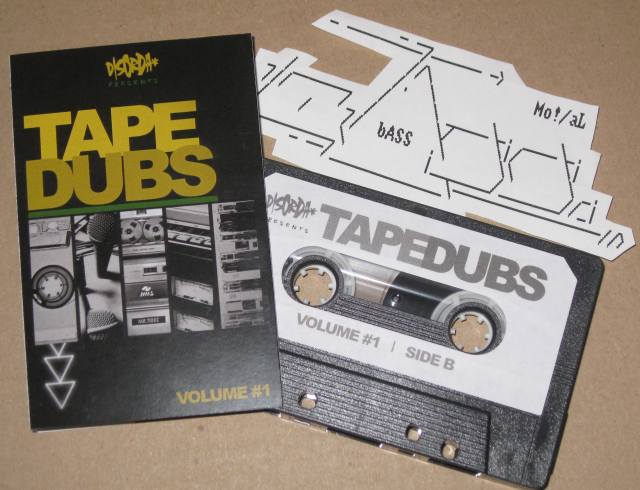 DISORDA*
PRESENTS
TAPE
DUBS
VOLUME #1
Mo!/aL
bASS
DISORDA*
PRESENTS
TAPEDUBS
VOLUME #1 | SIDE B